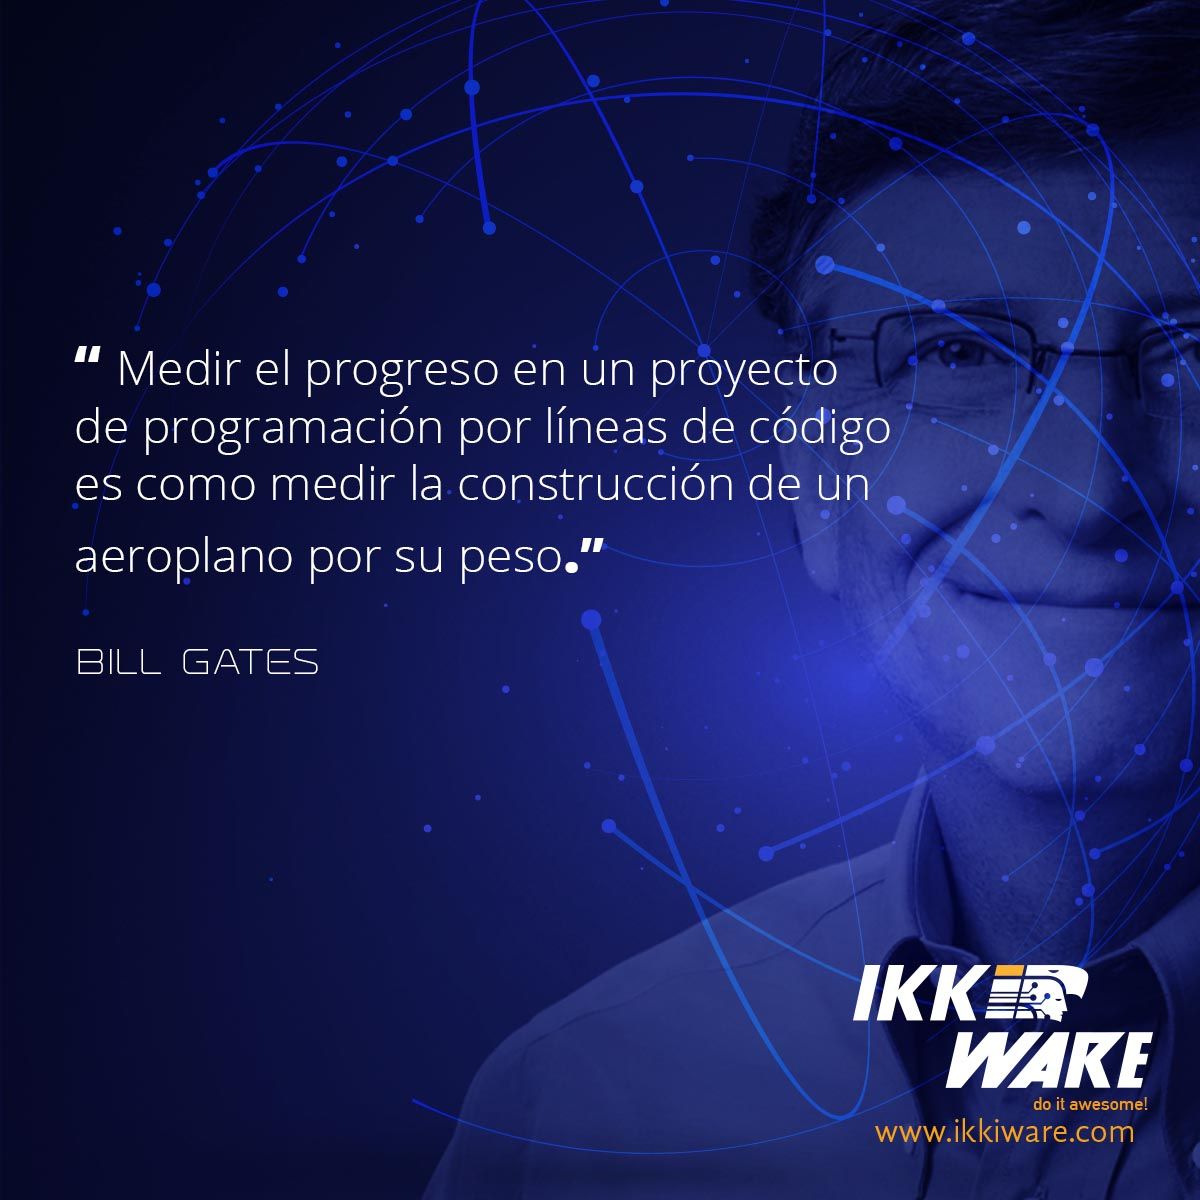 “ Medir el progreso en un proyecto
de programación por líneas de código
es como medir la construcción de un
aeroplano por su peso.”
BILL GATES
IKKI
WARE
do it awesome!
www.ikkiware.com